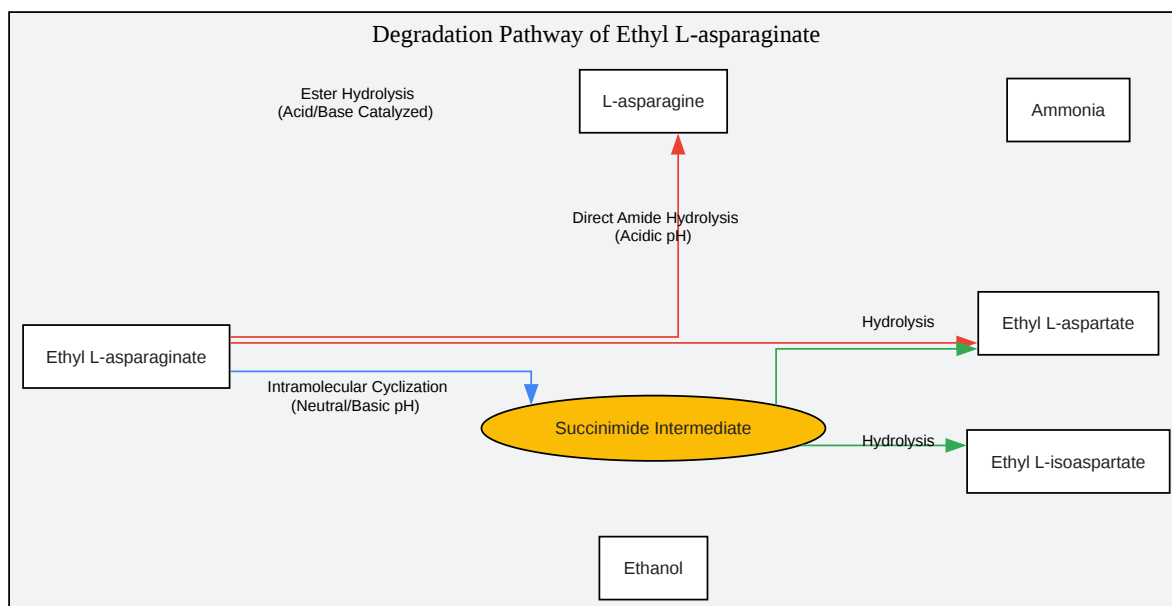 Degradation Pathway of Ethyl L-asparaginate
Ester Hydrolysis
(Acid/Base Catalyzed)
L-asparagine
Ammonia
Direct Amide Hydrolysis
(Acidic pH)
Hydrolysis
Ethyl L-aspartate
Ethyl L-asparaginate
Intramolecular Cyclization
(Neutral/Basic pH)
Succinimide Intermediate
Hydrolysis
Ethyl L-isoaspartate
Ethanol